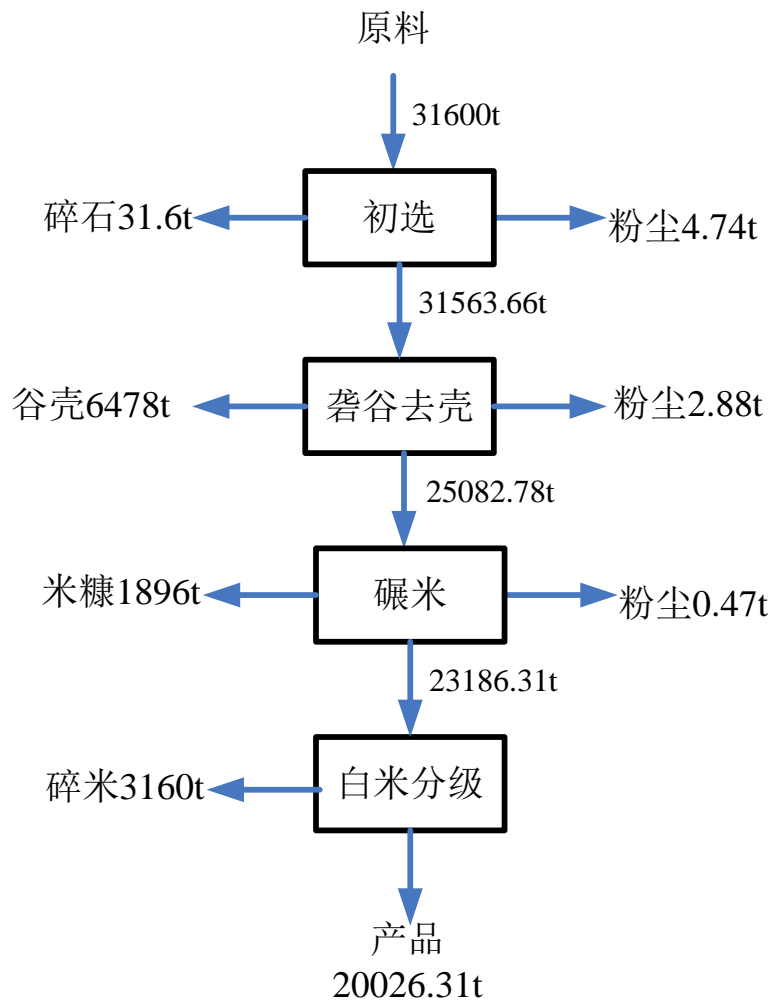 原料
31600t
碎石31.6t
初选
粉尘4.74t
31563.66t
谷壳6478t
砻谷去壳
粉尘2.88t
25082.78t
米糠1896t
碾米
粉尘0.47t
23186.31t
碎米3160t
白米分级
产品
20026.31t